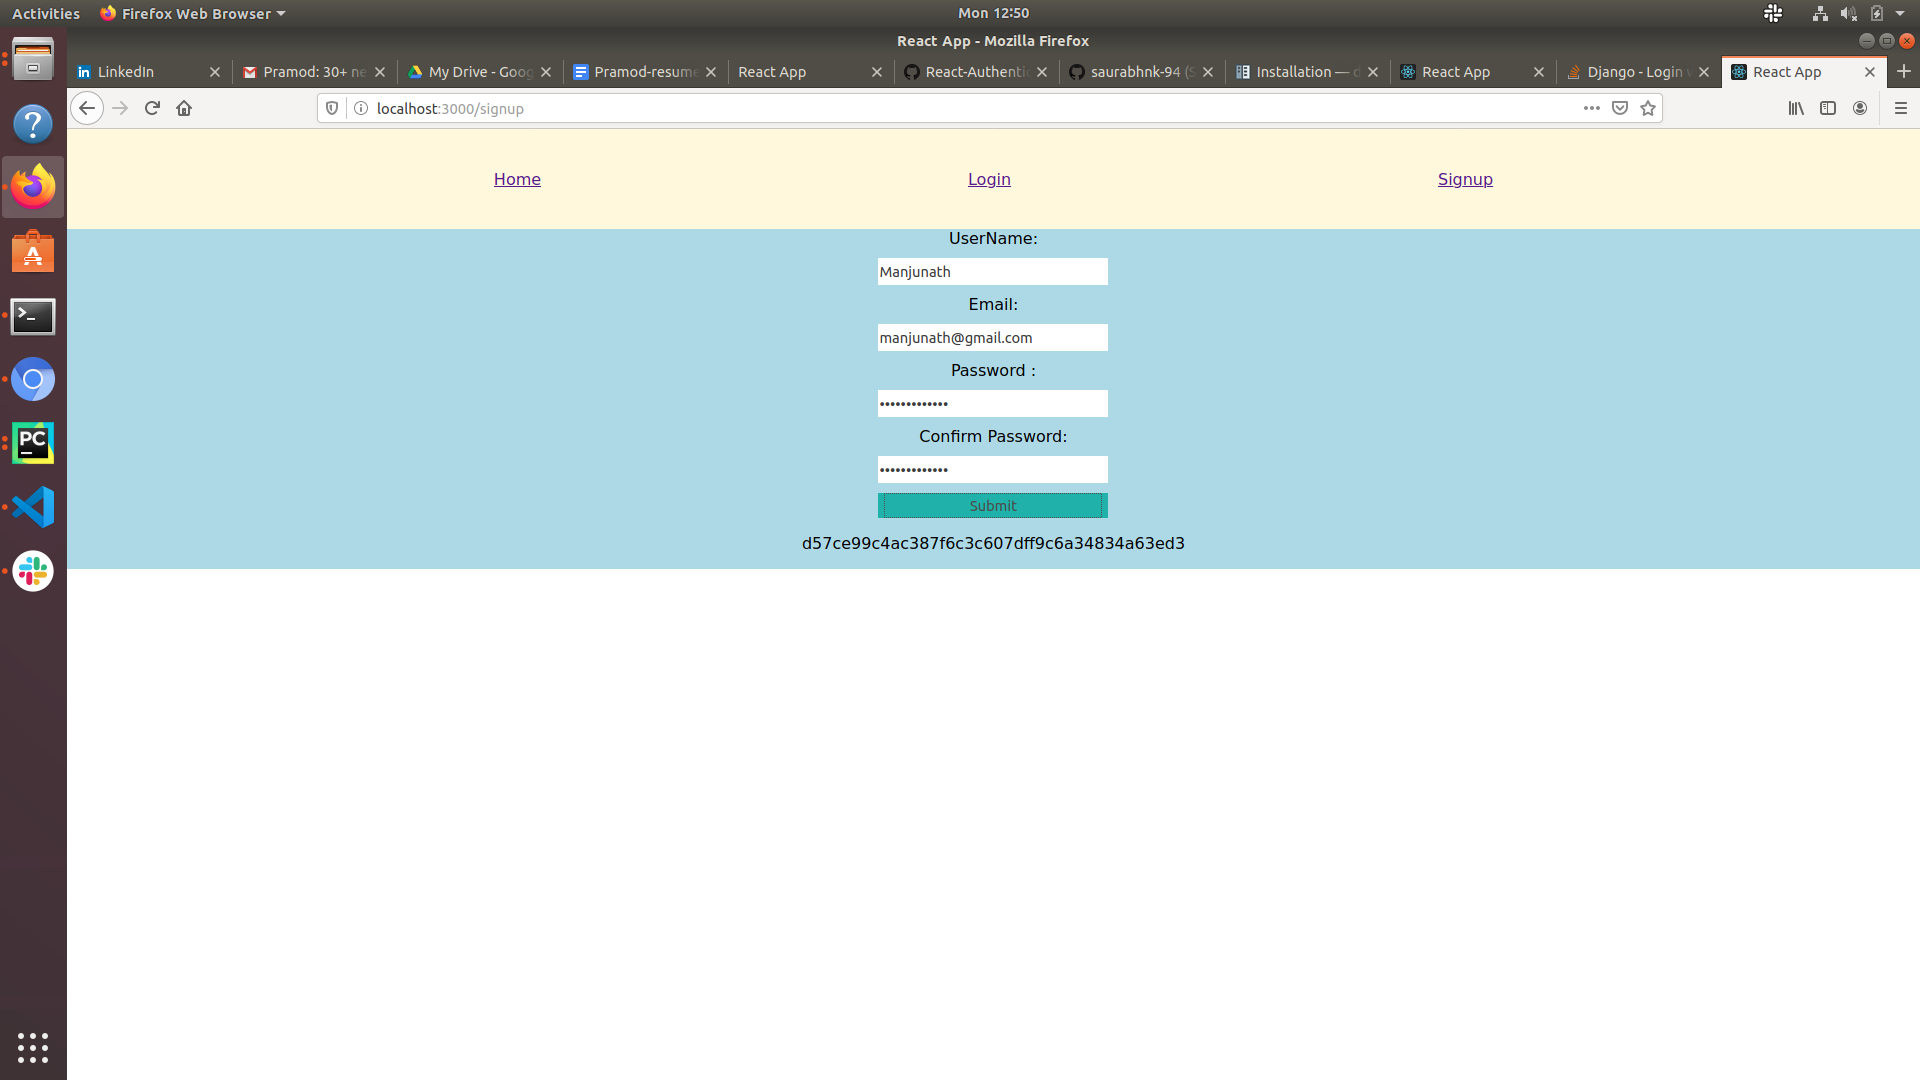 Activities Firefox Web Browser Mon 12:50
React App - Mozilla Firefox
LinkedIn Pramod: 30+ ne My Drive - Goog Pramod-resume React App React-Authenti saurabhnk-94 (S Installation — d React App Django - Login w React App
localhost:3000/signup
Home Login Signup
UserName:
Manjunath
Email:
manjunath@gmail.com
Password :
•••••••••••••
Confirm Password:
•••••••••••••
Submit
d57ce99c4ac387f6c3c607dff9c6a34834a63ed3
PC